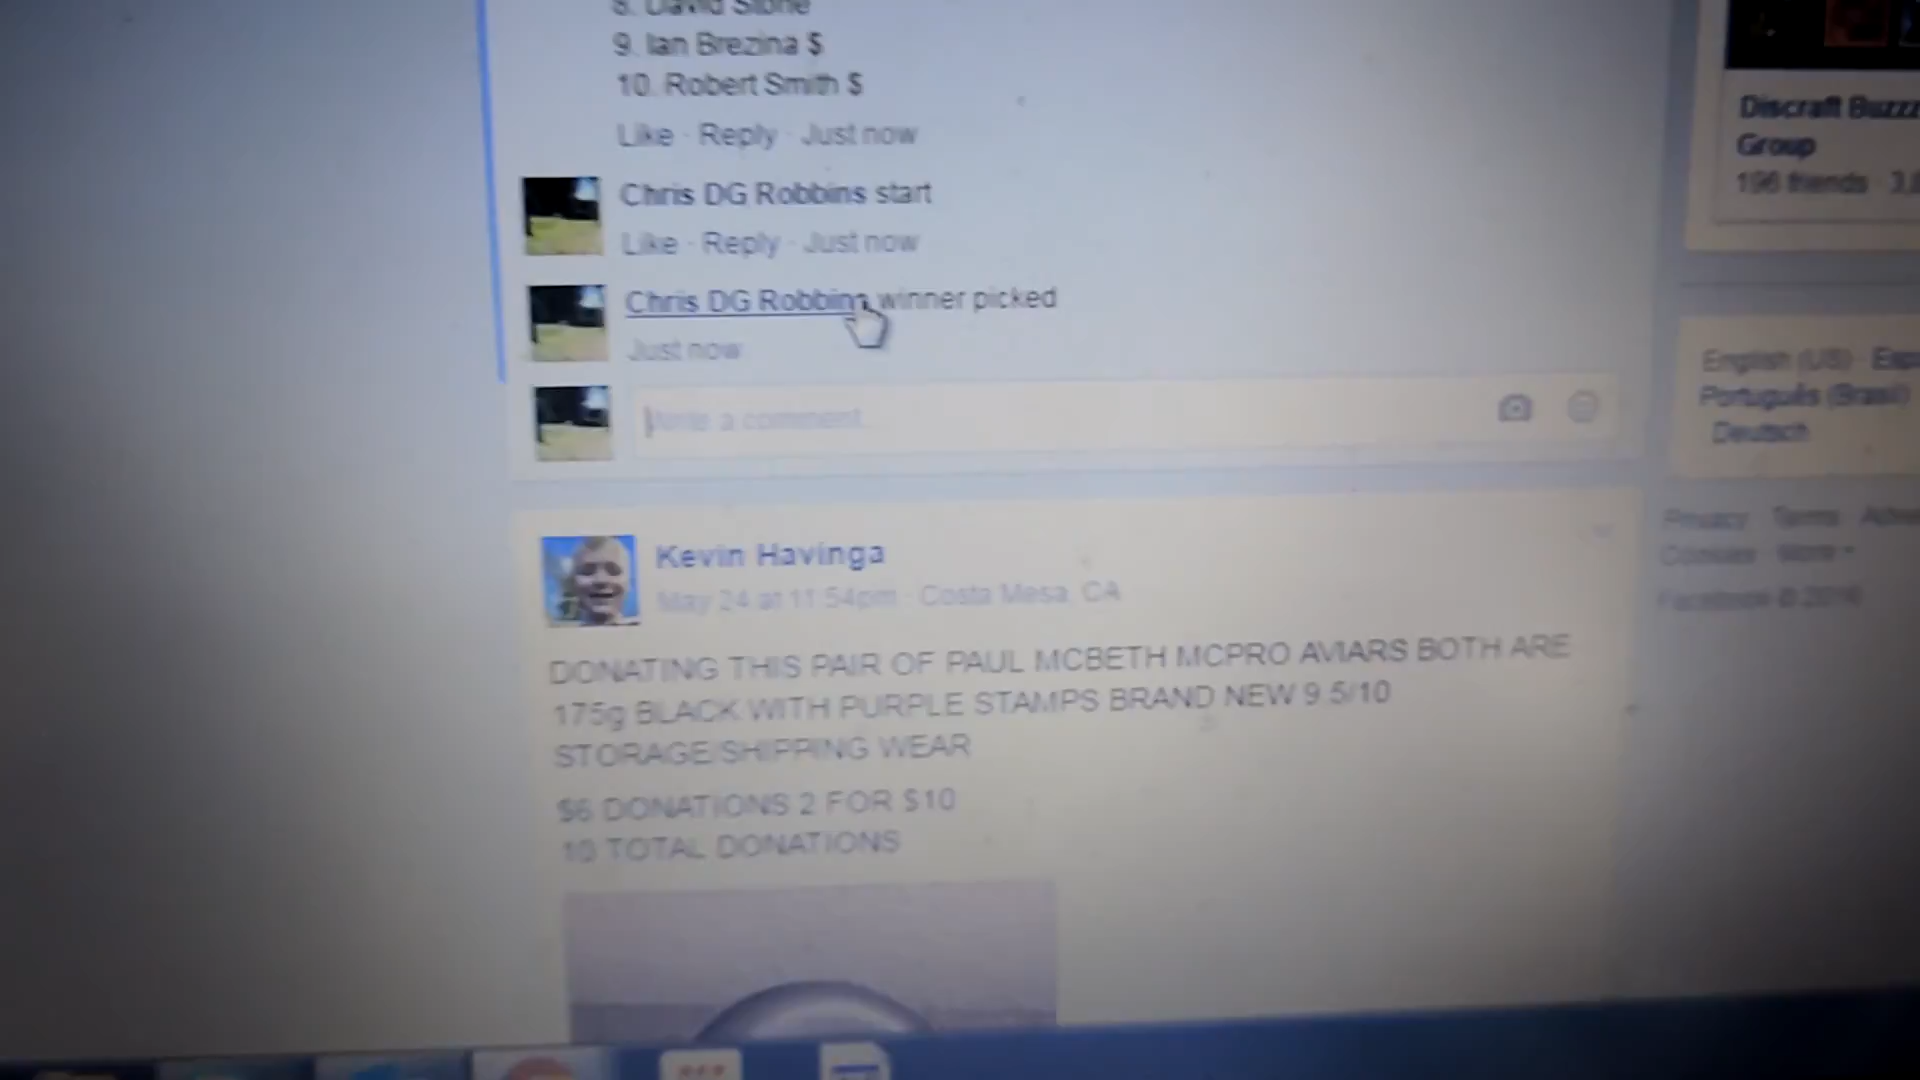 8. David Stone
9. Ian Brezina $
10. Robert Smith $
Like · Reply · Just now
Chris DG Robbins start
Like · Reply · Just now
Chris DG Robbins winner picked
Just now
Write a comment...
Kevin Havinga
May 24 at 11:54pm · Costa Mesa, CA
DONATING THIS PAIR OF PAUL MCBETH MCPRO AVIARS BOTH ARE
175g BLACK WITH PURPLE STAMPS BRAND NEW 9.5/10
STORAGE/SHIPPING WEAR
$6 DONATIONS 2 FOR $10
10 TOTAL DONATIONS
Discraft Buzzz
Group
196 friends · 3,
English (US) · Esp
Português (Brasil)
Deutsch
Privacy · Terms
Cookies · More
Facebook © 2016